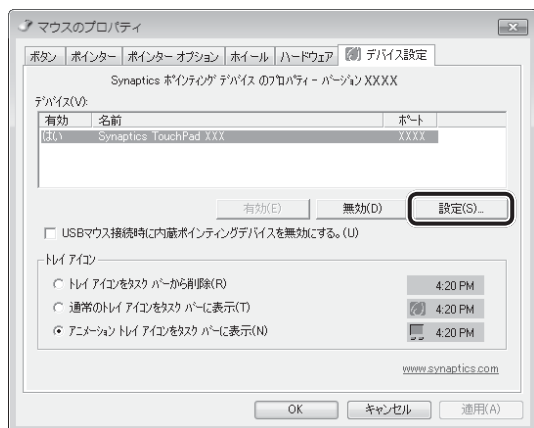 マウスのプロパティ
ボタン ポインター ポインター オプション ホイール ハードウェア デバイス設定
Synaptics ポインティング デバイス のプロパティ - バージョン XXXX
デバイス(V):
有効 名前 ポート
はい Synaptics TouchPad XXX XXXX
有効(E) 無効(D) 設定(S)...
USBマウス接続時に内蔵ポインティングデバイスを無効にする。(U)
トレイ アイコン
トレイ アイコンをタスク バーから削除(R) 4:20 PM
通常のトレイ アイコンをタスク バーに表示(T) 4:20 PM
アニメーション トレイ アイコンをタスク バーに表示(N) 4:20 PM
www.synaptics.com
OK キャンセル 適用(A)